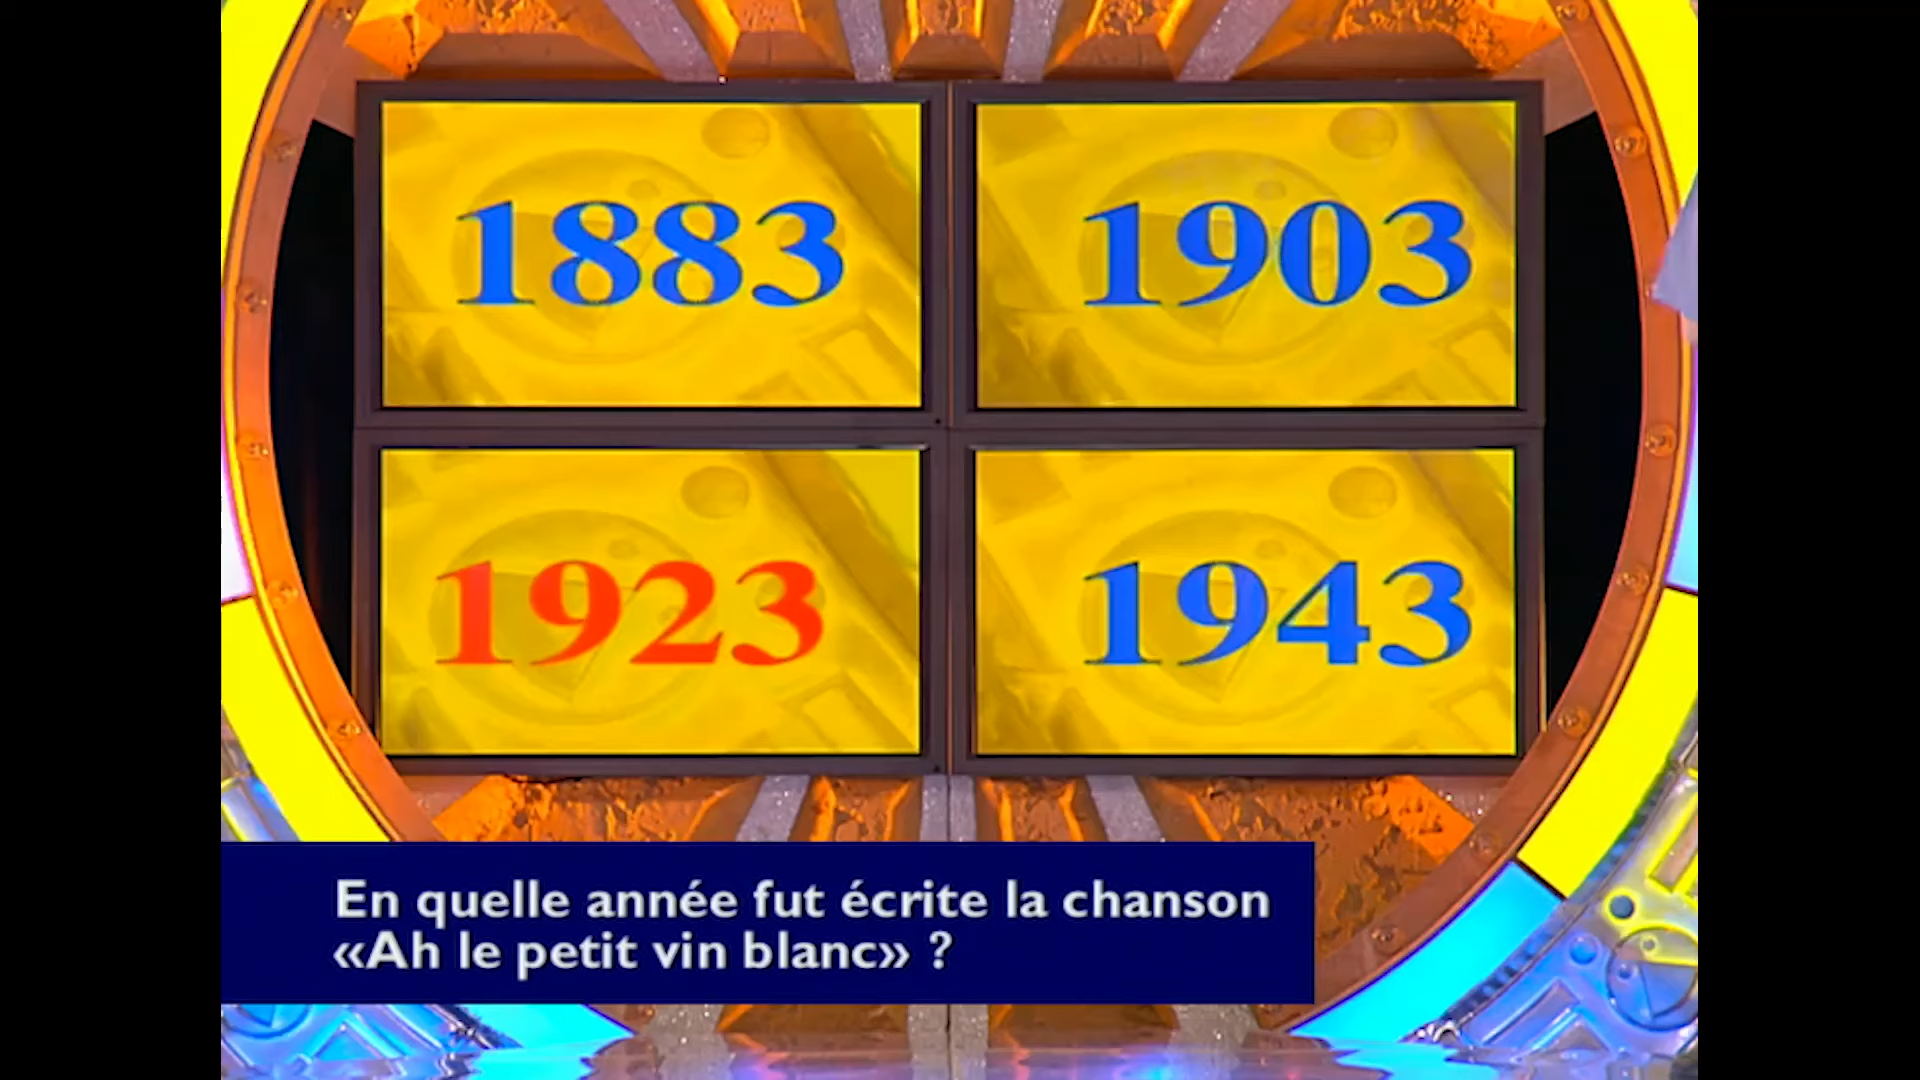 1883
1903
1923
1943
En quelle année fut écrite la chanson
«Ah le petit vin blanc» ?